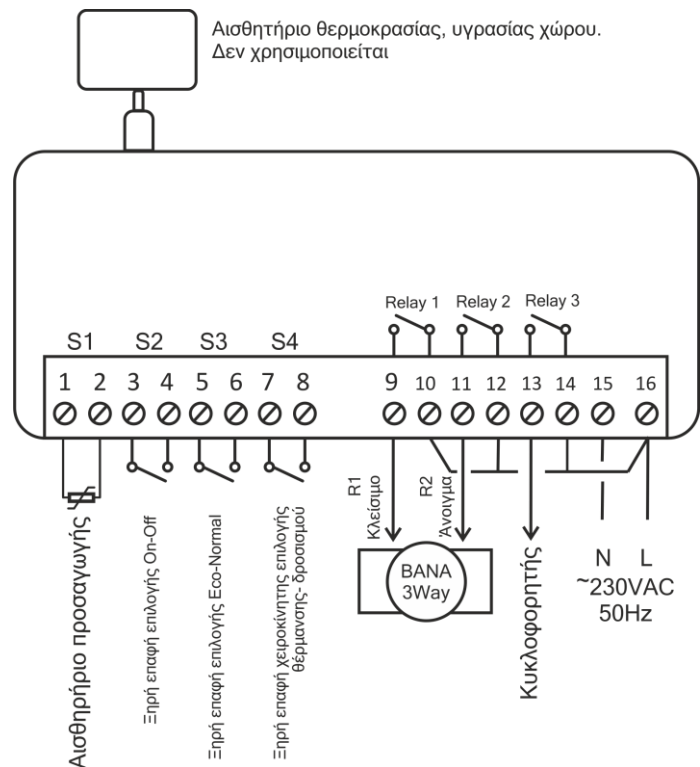 Αισθητήριο θερμοκρασίας, υγρασίας χώρου.
Δεν χρησιμοποιείται
Relay 1 Relay 2 Relay 3
S1 S2 S3 S4
1 2 3 4 5 6 7 8 9 10 11 12 13 14 15 16
Αισθηρήριο προσαγωγής
Ξηρή επαφή επιλογής On-Off
Ξηρή επαφή επιλογής Eco-Normal
Ξηρή επαφή χειροκίνητης επιλογής
θέρμανσης- δροσισμού
R1
Κλείσιμο
R2
Άνοιγμα
ΒΑΝΑ
3Way
Κυκλοφορητής
N L
~230VAC
50Hz